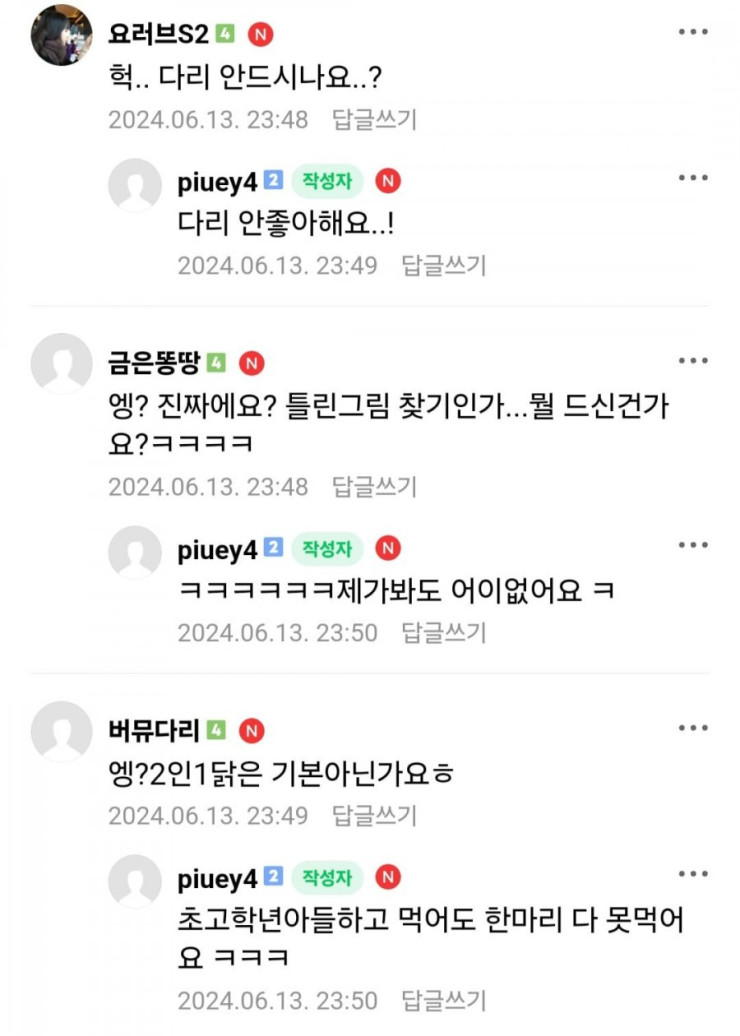 요러브S2 4 N
헉.. 다리 안드시나요..?
2024.06.13. 23:48 답글쓰기
piuey4 2 작성자 N
다리 안좋아해요..!
2024.06.13. 23:49 답글쓰기
금은똥땅 4 N
엥? 진짜에요? 틀린그림 찾기인가...뭘 드신건가
요?ㅋㅋㅋㅋ
2024.06.13. 23:48 답글쓰기
piuey4 2 작성자 N
ㅋㅋㅋㅋㅋㅋ제가봐도 어이없어요 ㅋ
2024.06.13. 23:50 답글쓰기
버뮤다리 4 N
엥?2인1닭은 기본아닌가요ㅎ
2024.06.13. 23:49 답글쓰기
piuey4 2 작성자 N
초고학년아들하고 먹어도 한마리 다 못먹어
요 ㅋㅋㅋ
2024.06.13. 23:50 답글쓰기